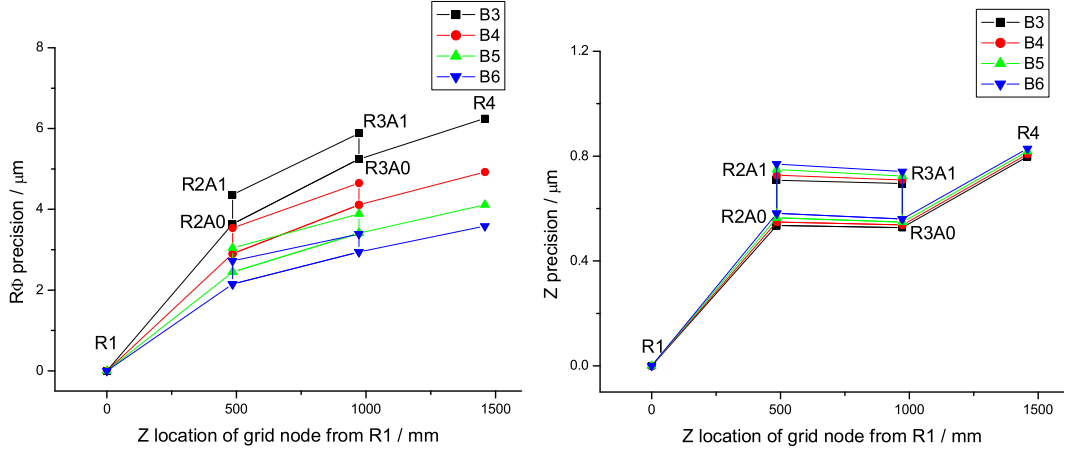 B3
B4
B5
B6
8
6
4
2
0
RΦ precision / μm
R1
R2A0
R2A1
R3A0
R3A1
R4
0
500
1000
1500
Z location of grid node from R1 / mm
B3
B4
B5
B6
1.2
0.8
0.4
0.0
Z precision / μm
R1
R2A0
R2A1
R3A1
R3A0
R4
0
500
1000
1500
Z location of grid node from R1 / mm